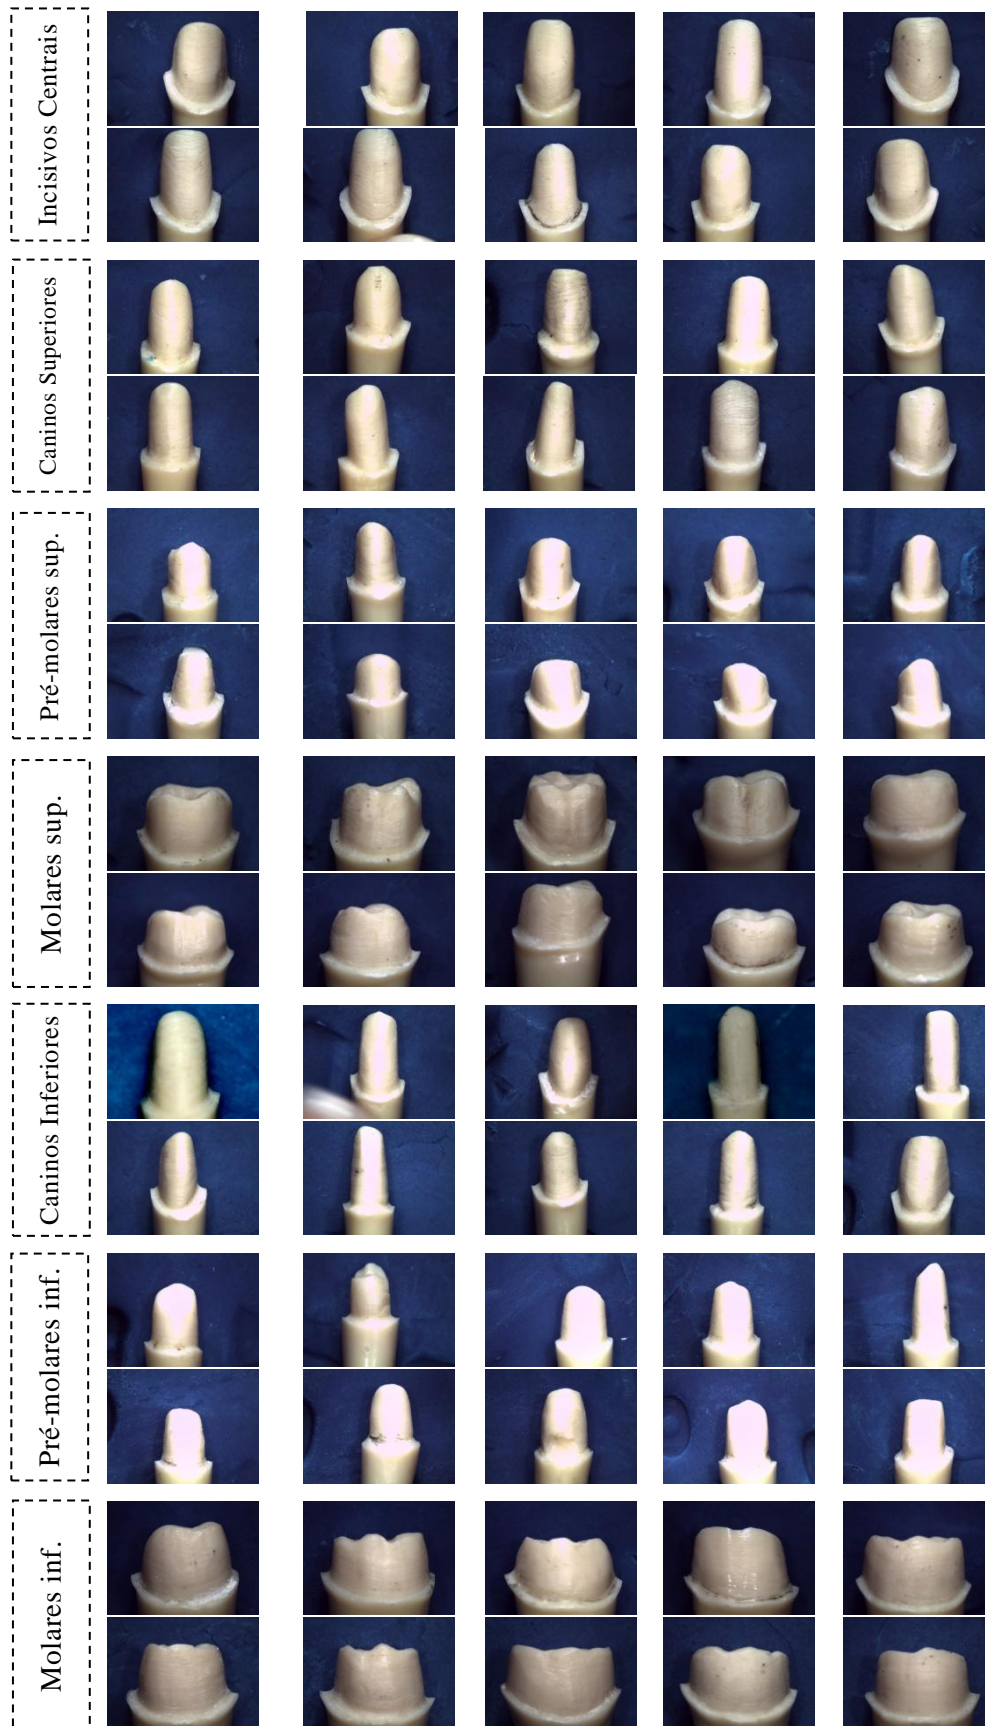 Incisivos Centrais
Caninos Superiores
Pré-molares sup.
Molares sup.
Caninos Inferiores
Pré-molares inf.
Molares inf.